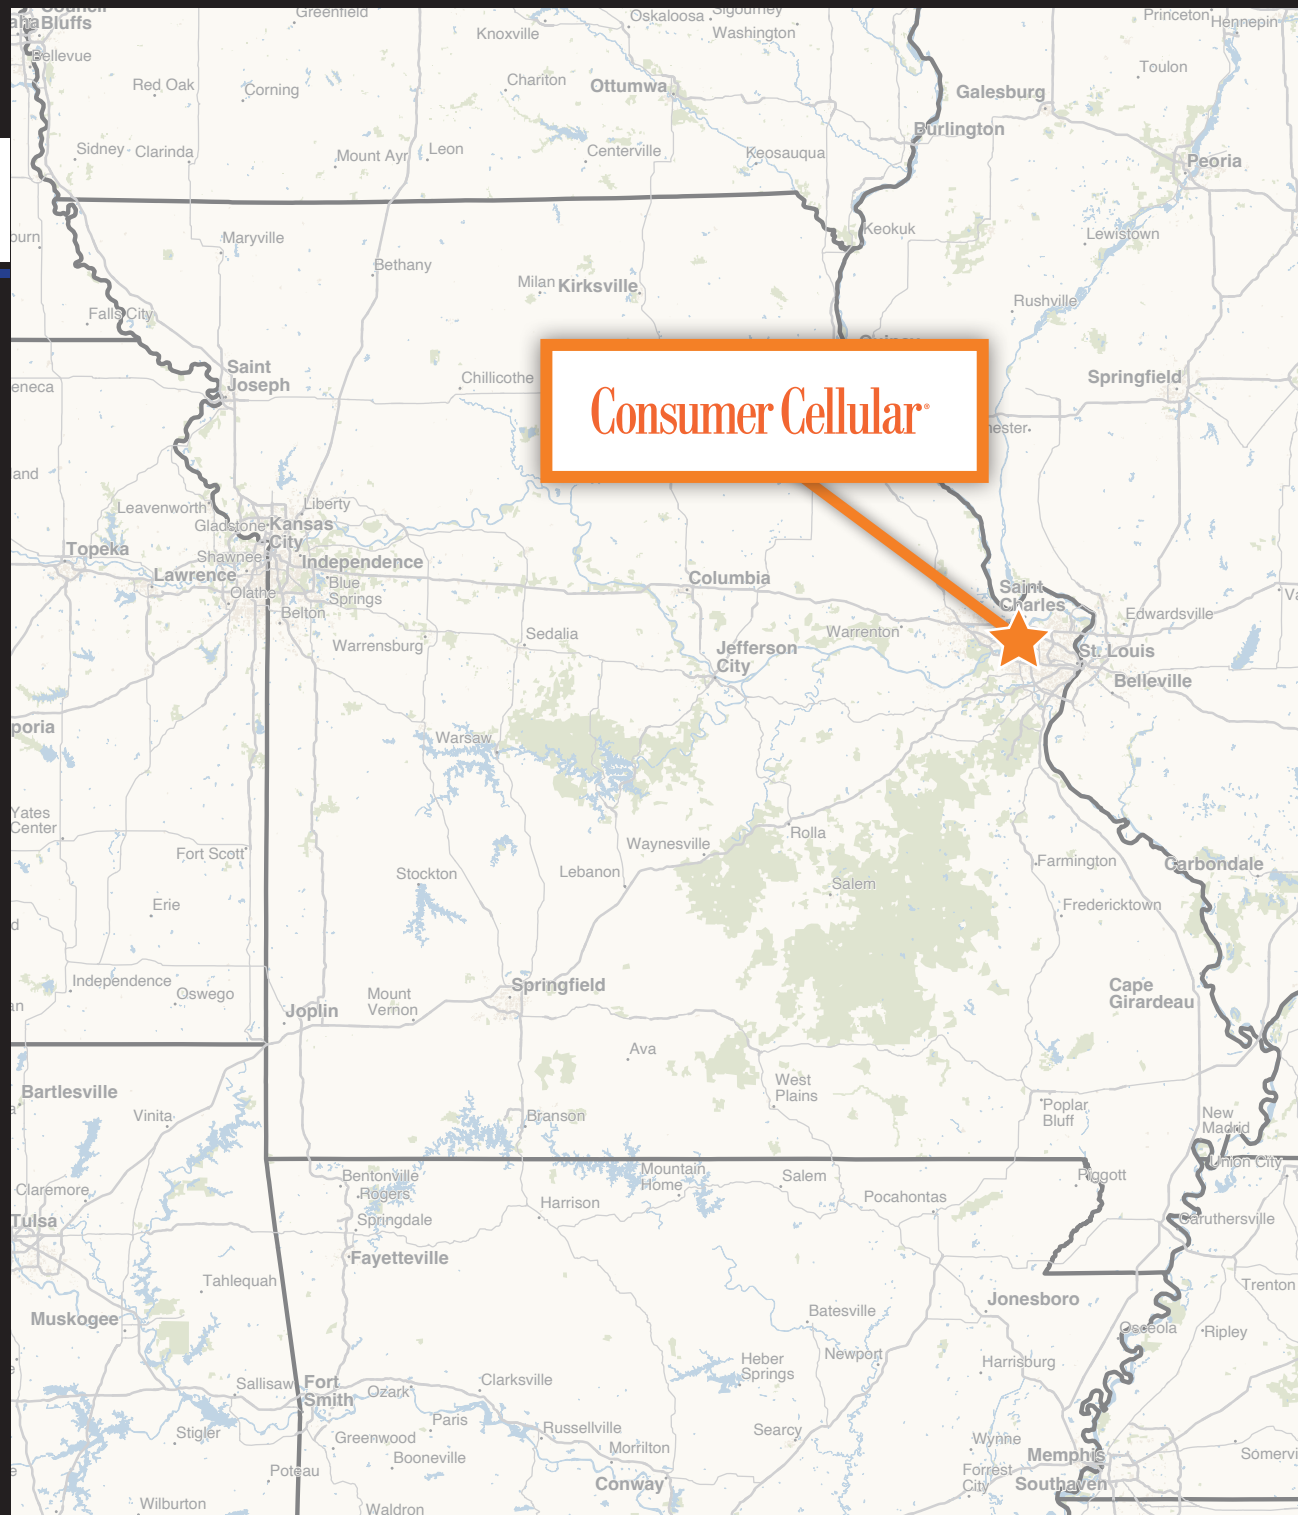 Council
Bluffs
Greenfield
Oskaloosa
Sigourney
Princeton
Knoxville
Washington
Hennepin
Bellevue
Toulon
Red Oak
Corning
Chariton
Ottumwa
Galesburg
Burlington
Sidney
Clarinda
Mount Ayr
Leon
Centerville
Keosauqua
Peoria
Maryville
Keokuk
Lewistown
Bethany
Milan
Kirksville
Rushville
Falls City
Quincy
Saint
Joseph
Chillicothe
Springfield
Consumer Cellular®
Leavenworth
Liberty
Gladstone
Kansas
City
Topeka
Shawnee
Independence
Lawrence
Blue
Springs
Olathe
Columbia
Saint
Charles
Belton
Edwardsville
Warrensburg
Sedalia
Warrenton
Jefferson
City
St. Louis
Belleville
Warsaw
Yates
Center
Rolla
Fort Scott
Waynesville
Farmington
Carbondale
Stockton
Lebanon
Salem
Erie
Fredericktown
Independence
Oswego
Mount
Vernon
Springfield
Cape
Girardeau
Joplin
Ava
Bartlesville
West
Plains
Vinita
Branson
Poplar
Bluff
New
Madrid
Union City
Claremore
Bentonville
Rogers
Mountain
Home
Salem
Piggott
Harrison
Pocahontas
Tulsa
Springdale
Caruthersville
Fayetteville
Tahlequah
Trenton
Jonesboro
Muskogee
Batesville
Osceola
Ripley
Newport
Heber
Springs
Harrisburg
Sallisaw
Fort
Smith
Ozark
Clarksville
Stigler
Paris
Russellville
Searcy
Greenwood
Morrilton
Wynne
Booneville
Memphis
Poteau
Conway
Forrest
City
Southaven
Wilburton
Waldron